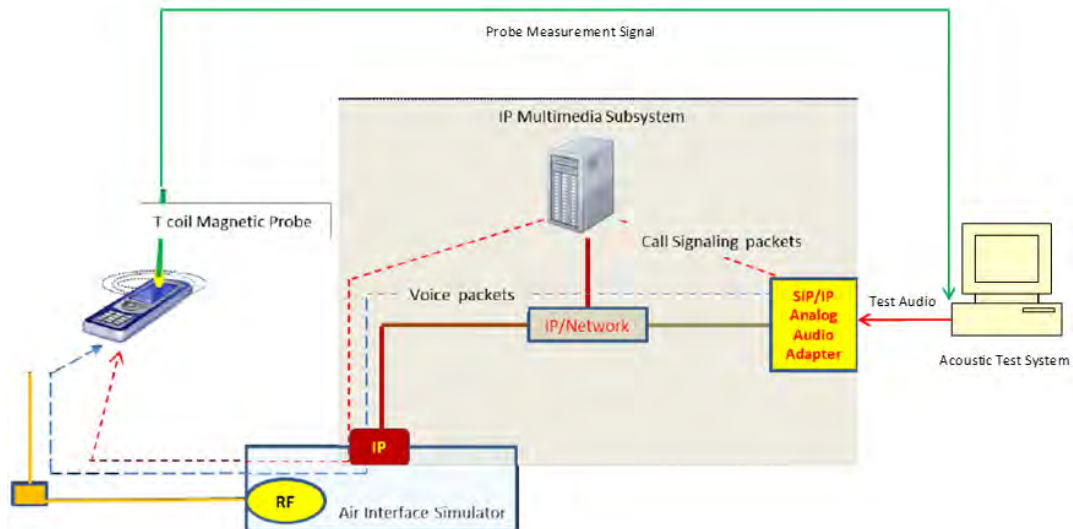 Probe Measurement Signal
IP Multimedia Subsystem
T coil Magnetic Probe
Call Signaling packets
Voice packets
SIP/IP
Analog
Audio
Adapter
Test Audio
IP/Network
Acoustic Test System
IP
RF
Air Interface Simulator